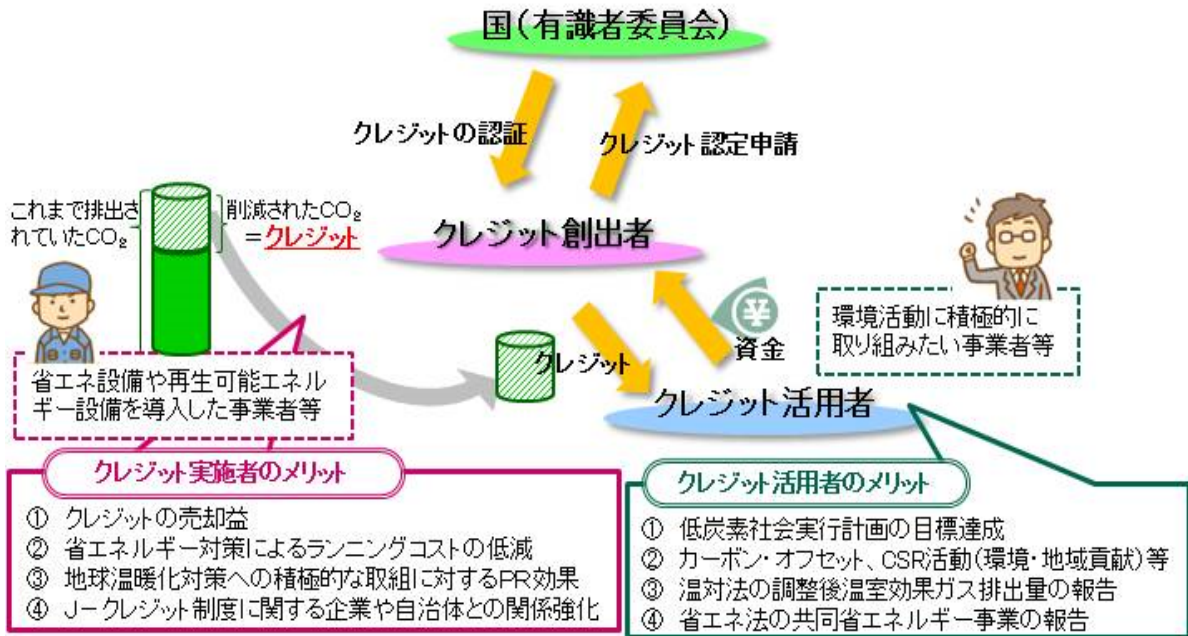 国(有識者委員会)
クレジットの認証
クレジット認定申請
これまで排出さ
れていたCO₂
削減されたCO₂
=クレジット
クレジット創出者
環境活動に積極的に
取り組みたい事業者等
¥
資金
クレジット
省エネ設備や再生可能エネル
ギー設備を導入した事業者等
クレジット活用者
クレジット実施者のメリット
① クレジットの売却益
② 省エネルギー対策によるランニングコストの低減
③ 地球温暖化対策への積極的な取組に対するPR効果
④ J-クレジット制度に関する企業や自治体との関係強化
クレジット活用者のメリット
① 低炭素社会実行計画の目標達成
② カーボン・オフセット、CSR活動(環境・地域貢献)等
③ 温対法の調整後温室効果ガス排出量の報告
④ 省エネ法の共同省エネルギー事業の報告